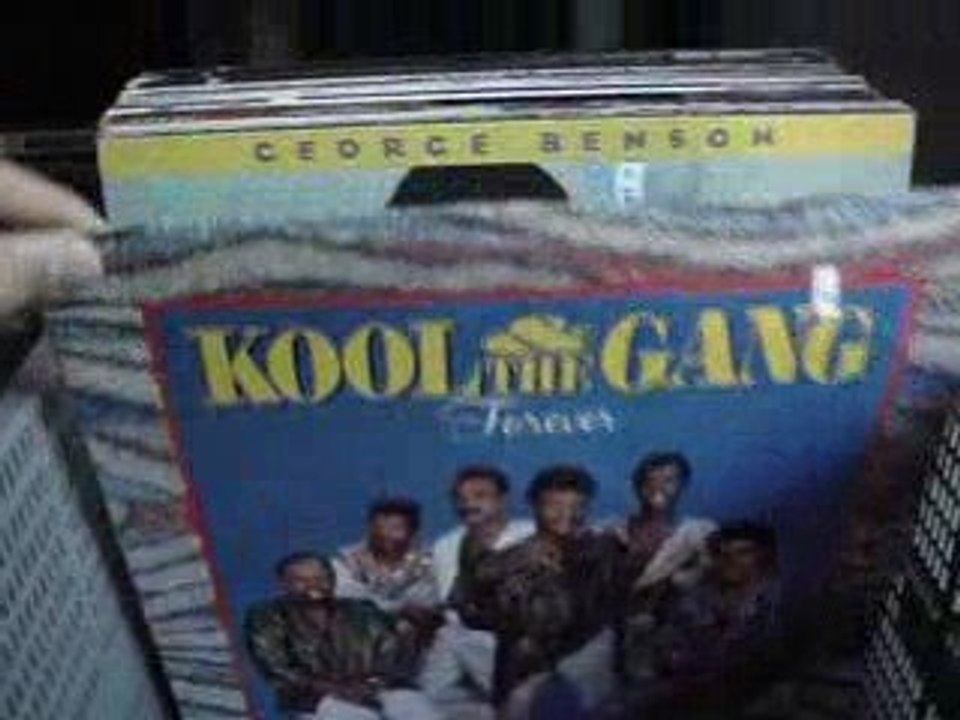 GEORGE BENSON
KOOL & THE GANG
Forever